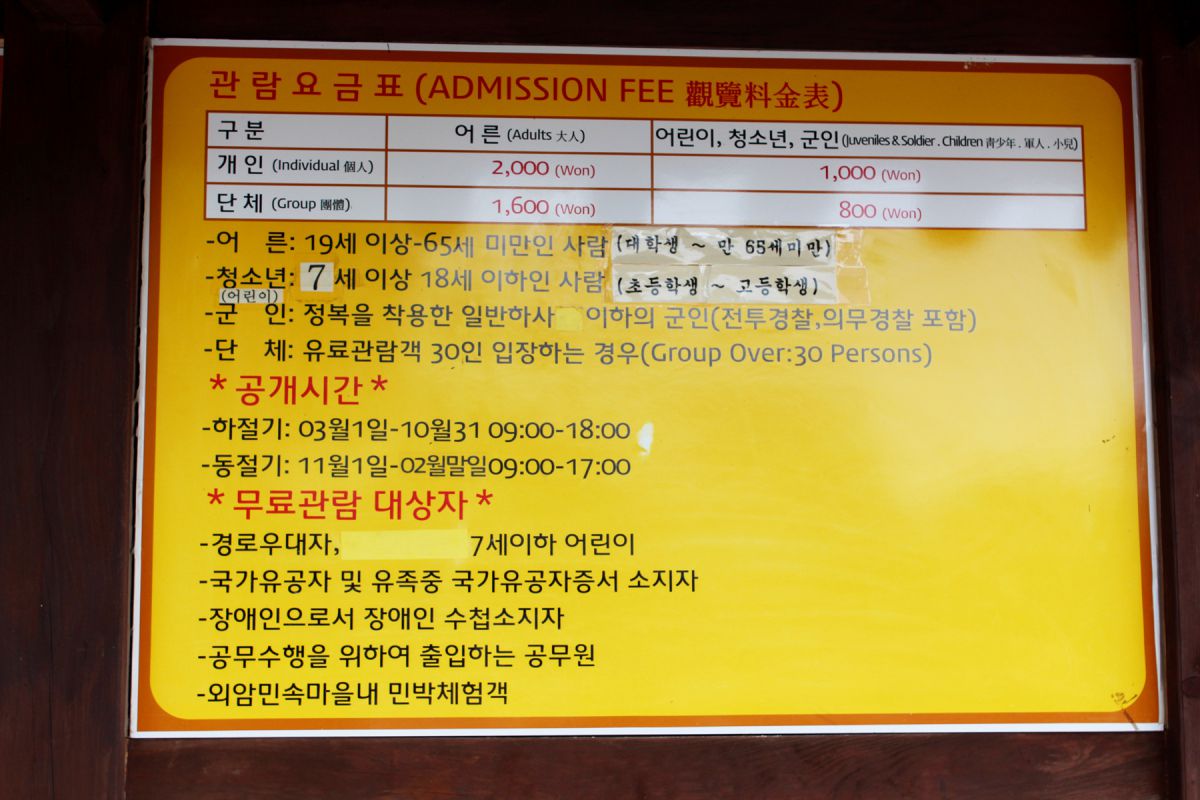 관람요금표 (ADMISSION FEE 觀覽料金表)
구분 어른 (Adults 大人) 어린이, 청소년, 군인 (Juveniles & Soldier . Children 靑少年 . 軍人 . 小兒)
개인 (Individual 個人) 2,000 (Won) 1,000 (Won)
단체 (Group 團體) 1,600 (Won) 800 (Won)
-어 른: 19세 이상-65세 미만인 사람 (대학생 ~ 만 65세미만)
-청소년: 7세 이상 18세 이하인 사람 (초등학생 ~ 고등학생)
(어린이)
-군 인: 정복을 착용한 일반하사 이하의 군인(전투경찰,의무경찰 포함)
-단 체: 유료관람객 30인 입장하는 경우(Group Over:30 Persons)
* 공개시간 *
-하절기: 03월1일-10월31 09:00-18:00
-동절기: 11월1일-02월말일09:00-17:00
* 무료관람 대상자 *
-경로우대자, 7세이하 어린이
-국가유공자 및 유족중 국가유공자증서 소지자
-장애인으로서 장애인 수첩소지자
-공무수행을 위하여 출입하는 공무원
-외암민속마을내 민박체험객